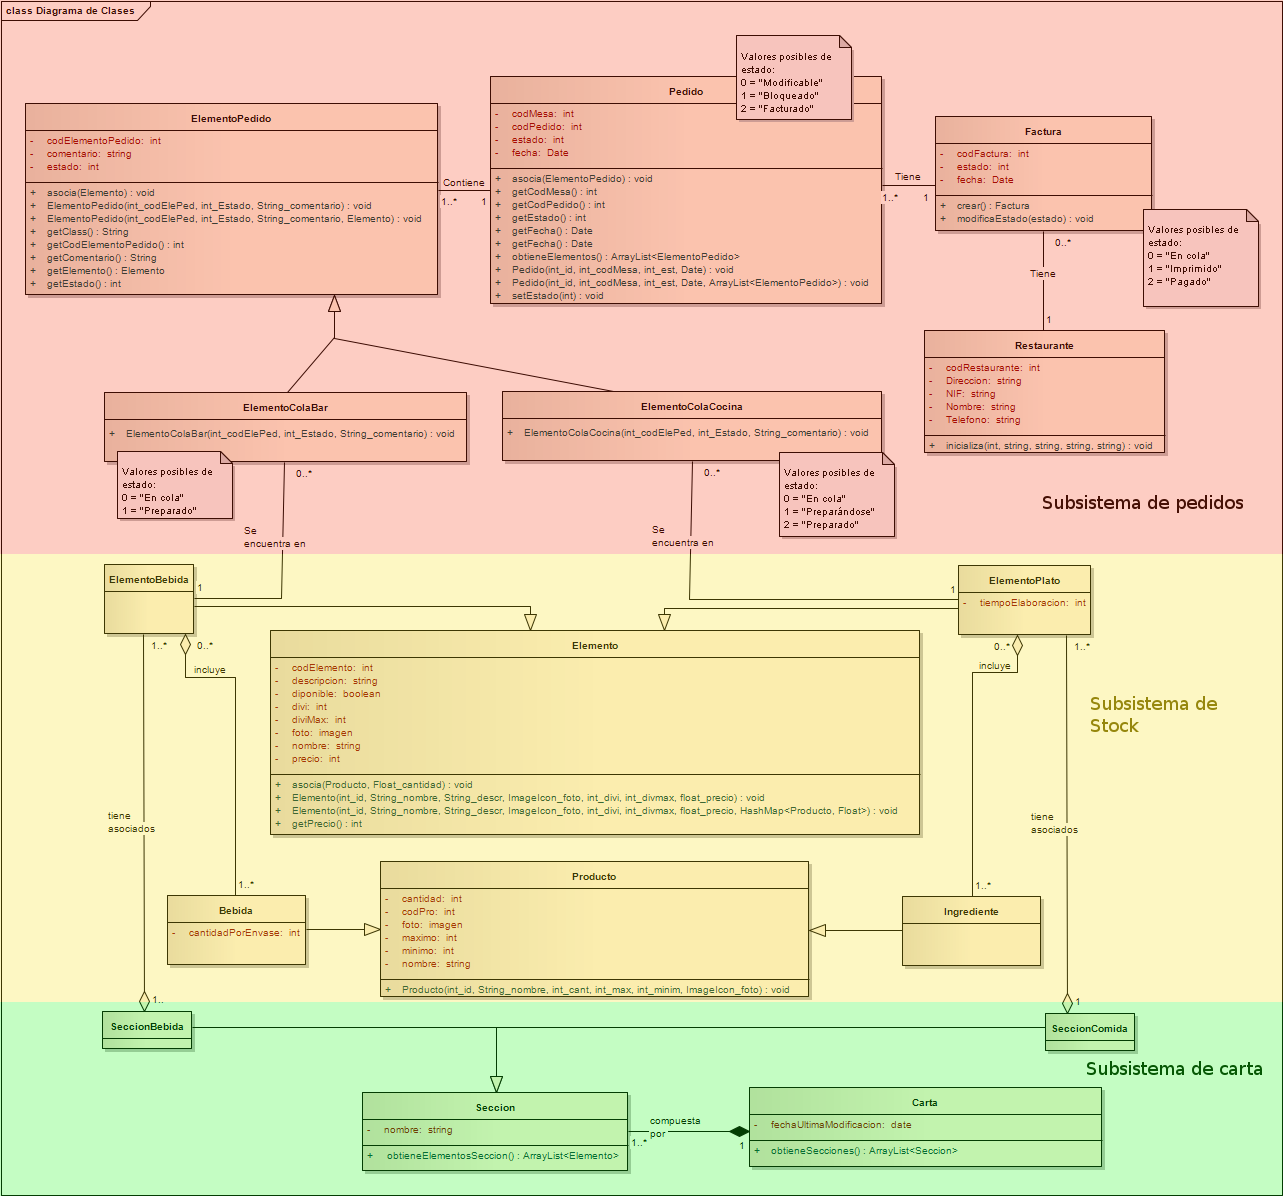 class Diagrama de Clases
ElementoPedido
- codElementoPedido: int
- comentario: string
- estado: int
+ asocia(Elemento) : void
+ ElementoPedido(int_codElePed, int_Estado, String_comentario) : void
+ ElementoPedido(int_codElePed, int_Estado, String_comentario, Elemento) : void
+ getClass() : String
+ getCodElementoPedido() : int
+ getComentario() : String
+ getElemento() : Elemento
+ getEstado() : int
Contiene
1..*
1
Pedido
- codMesa: int
- codPedido: int
- estado: int
- fecha: Date
+ asocia(ElementoPedido) : void
+ getCodMesa() : int
+ getCodPedido() : int
+ getEstado() : int
+ getFecha() : Date
+ getFecha() : Date
+ obtieneElementos() : ArrayList<ElementoPedido>
+ Pedido(int_id, int_codMesa, int_est, Date) : void
+ Pedido(int_id, int_codMesa, int_est, Date, ArrayList<ElementoPedido>) : void
+ setEstado(int) : void
Valores posibles de
estado:
0 = "Modificable"
1 = "Bloqueado"
2 = "Facturado"
Tiene
1..*
1
Factura
- codFactura: int
- estado: int
- fecha: Date
+ crear() : Factura
+ modificaEstado(estado) : void
Valores posibles de
estado:
0 = "En cola"
1 = "Imprimido"
2 = "Pagado"
0..*
Tiene
1
Restaurante
- codRestaurante: int
- Direccion: string
- NIF: string
- Nombre: string
- Telefono: string
+ inicializa(int, string, string, string, string) : void
ElementoColaBar
+ ElementoColaBar(int_codElePed, int_Estado, String_comentario) : void
Valores posibles de
estado:
0 = "En cola"
1 = "Preparado"
0..*
Se
encuentra en
ElementoColaCocina
+ ElementoColaCocina(int_codElePed, int_Estado, String_comentario) : void
Valores posibles de
estado:
0 = "En cola"
1 = "Preparándose"
2 = "Preparado"
0..*
Se
encuentra en
Subsistema de pedidos
ElementoBebida
1
1..*
0..*
incluye
ElementoPlato
- tiempoElaboracion: int
1
0..*
1..*
incluye
Elemento
- codElemento: int
- descripcion: string
- diponible: boolean
- divi: int
- diviMax: int
- foto: imagen
- nombre: string
- precio: int
+ asocia(Producto, Float_cantidad) : void
+ Elemento(int_id, String_nombre, String_descr, ImageIcon_foto, int_divi, int_divmax, float_precio) : void
+ Elemento(int_id, String_nombre, String_descr, ImageIcon_foto, int_divi, int_divmax, float_precio, HashMap<Producto, Float>) : void
+ getPrecio() : int
Subsistema de
Stock
tiene
asociados
tiene
asociados
1..*
1..*
Bebida
- cantidadPorEnvase: int
Producto
- cantidad: int
- codPro: int
- foto: imagen
- maximo: int
- minimo: int
- nombre: string
+ Producto(int_id, String_nombre, int_cant, int_max, int_minim, ImageIcon_foto) : void
Ingrediente
1..
1
SeccionBebida
SeccionComida
Subsistema de carta
Seccion
- nombre: string
+ obtieneElementosSeccion() : ArrayList<Elemento>
compuesta
por
1..*
1
Carta
- fechaUltimaModificacion: date
+ obtieneSecciones() : ArrayList<Seccion>